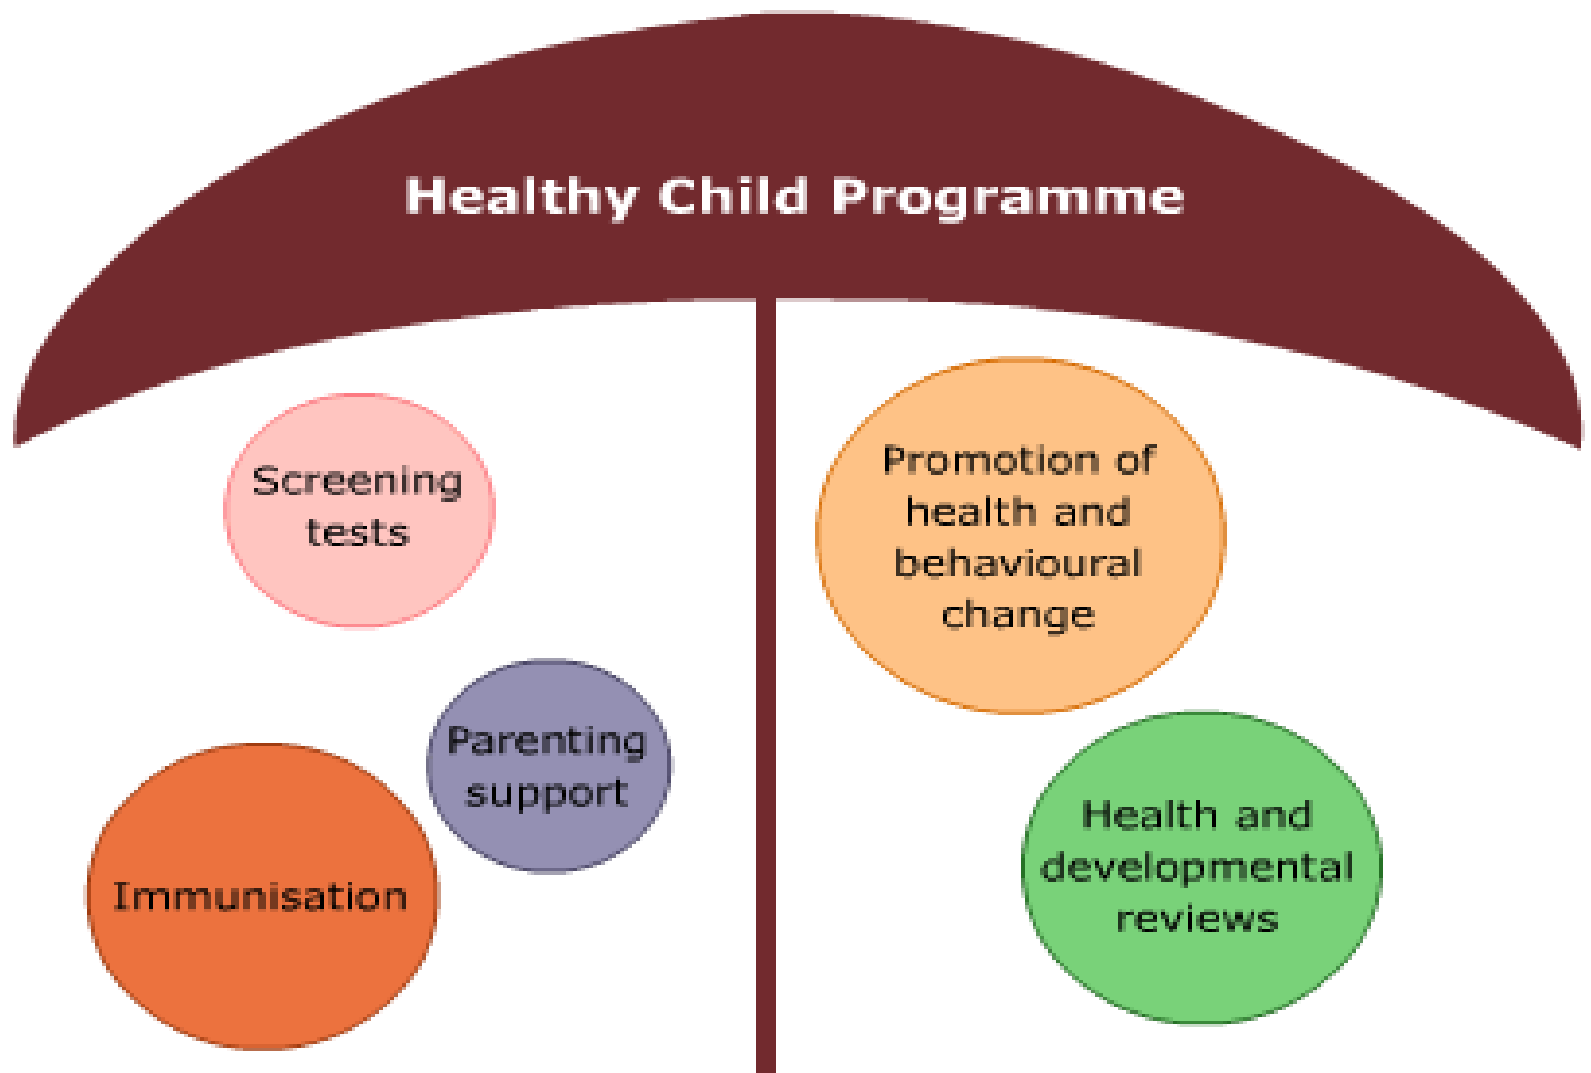 Healthy Child Programme
Screening
tests
Promotion of
health and
behavioural
change
Parenting
support
Immunisation
Health and
developmental
reviews